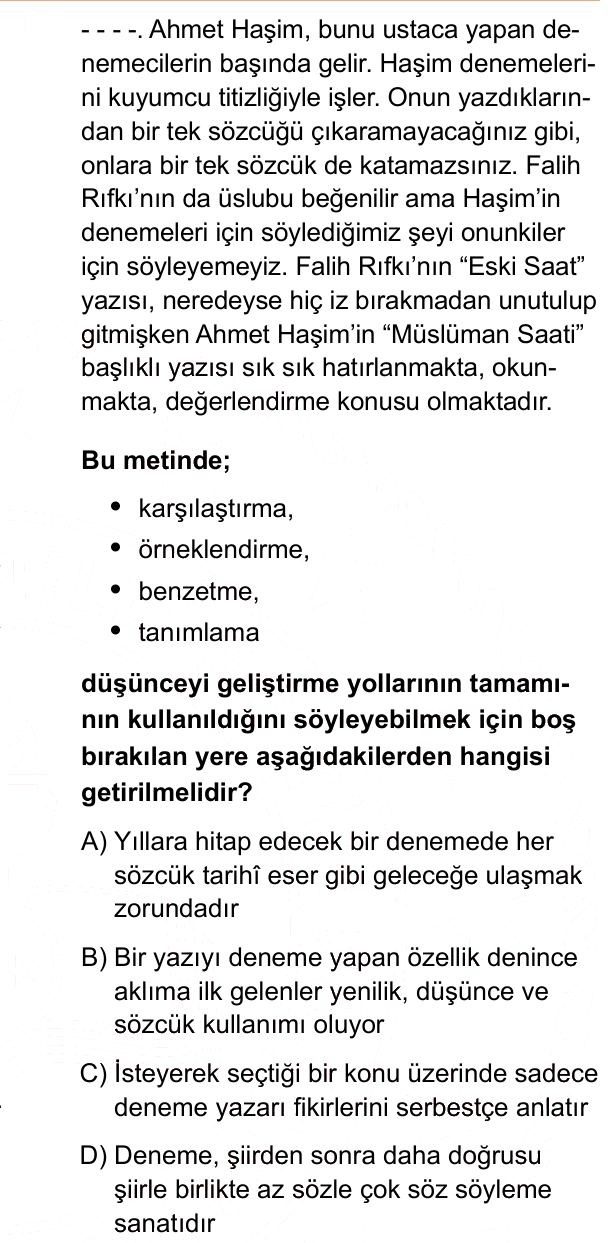 - - - -. Ahmet Haşim, bunu ustaca yapan de-
nemecilerin başında gelir. Haşim denemeleri-
ni kuyumcu titizliğiyle işler. Onun yazdıkların-
dan bir tek sözcüğü çıkaramayacağınız gibi,
onlara bir tek sözcük de katamazsınız. Falih
Rıfkı’nın da üslubu beğenilir ama Haşim’in
denemeleri için söylediğimiz şeyi onunkiler
için söyleyemeyiz. Falih Rıfkı’nın “Eski Saat”
yazısı, neredeyse hiç iz bırakmadan unutulup
gitmişken Ahmet Haşim’in “Müslüman Saati”
başlıklı yazısı sık sık hatırlanmakta, okun-
makta, değerlendirme konusu olmaktadır.
Bu metinde;
• karşılaştırma,
• örneklendirme,
• benzetme,
• tanımlama
düşünceyi geliştirme yollarının tamamı-
nın kullanıldığını söyleyebilmek için boş
bırakılan yere aşağıdakilerden hangisi
getirilmelidir?
A) Yıllara hitap edecek bir denemede her
sözcük tarihî eser gibi geleceğe ulaşmak
zorundadır
B) Bir yazıyı deneme yapan özellik denince
aklıma ilk gelenler yenilik, düşünce ve
sözcük kullanımı oluyor
C) İsteyerek seçtiği bir konu üzerinde sadece
deneme yazarı fikirlerini serbestçe anlatır
D) Deneme, şiirden sonra daha doğrusu
şiirle birlikte az sözle çok söz söyleme
sanatıdır